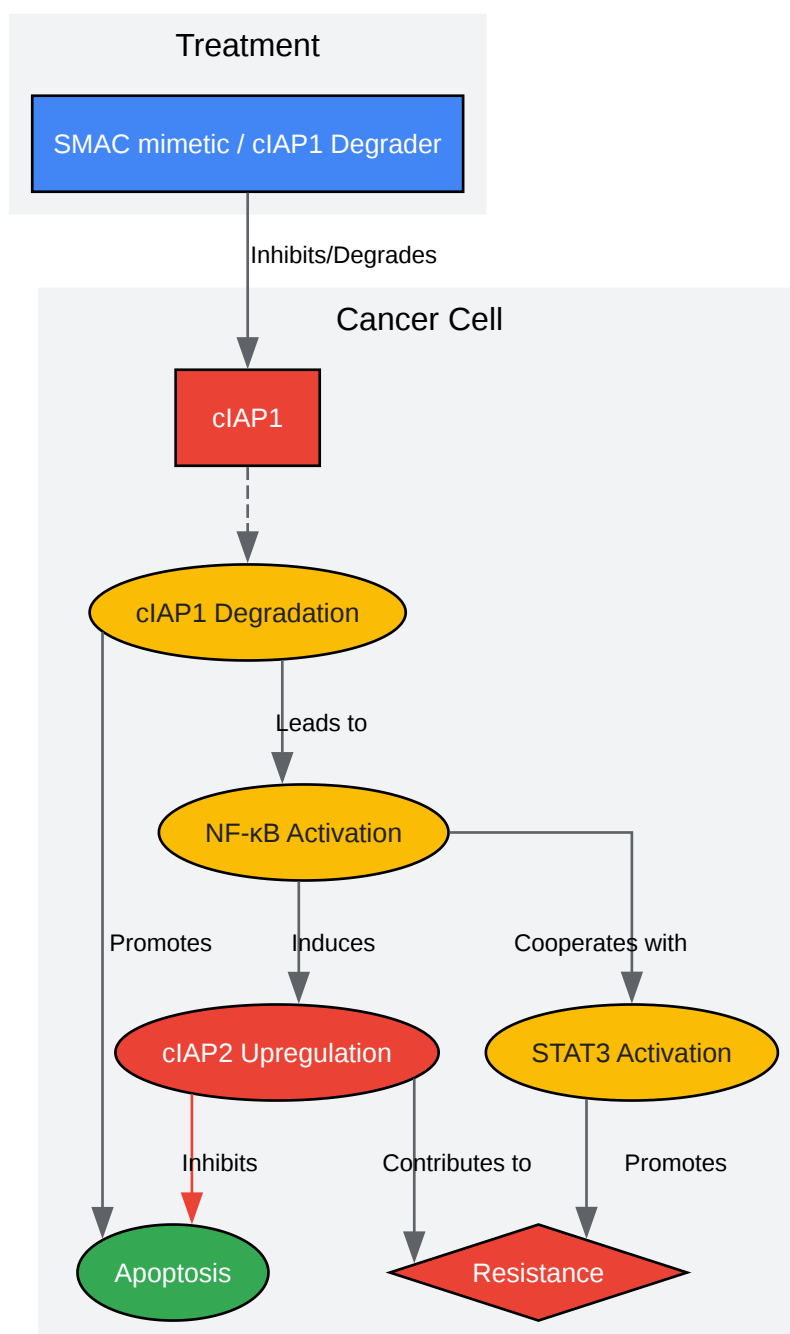 Treatment
SMAC mimetic / cIAP1 Degrader
Inhibits/Degrades
Cancer Cell
cIAP1
cIAP1 Degradation
Leads to
NF-κB Activation
Promotes
Induces
Cooperates with
cIAP2 Upregulation
STAT3 Activation
Inhibits
Contributes to
Promotes
Apoptosis
Resistance